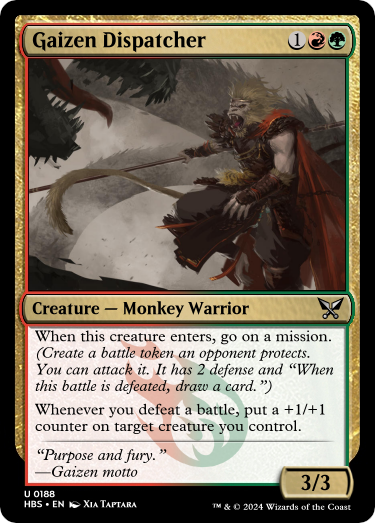 Gaizen Dispatcher 1
Creature — Monkey Warrior
When this creature enters, go on a mission.
(Create a battle token an opponent protects.
You can attack it. It has 2 defense and “When
this battle is defeated, draw a card.”)
Whenever you defeat a battle, put a +1/+1
counter on target creature you control.
“Purpose and fury.”
—Gaizen motto
3/3
U 0188
HBS • EN Xia Taptara
™ & © 2024 Wizards of the Coast